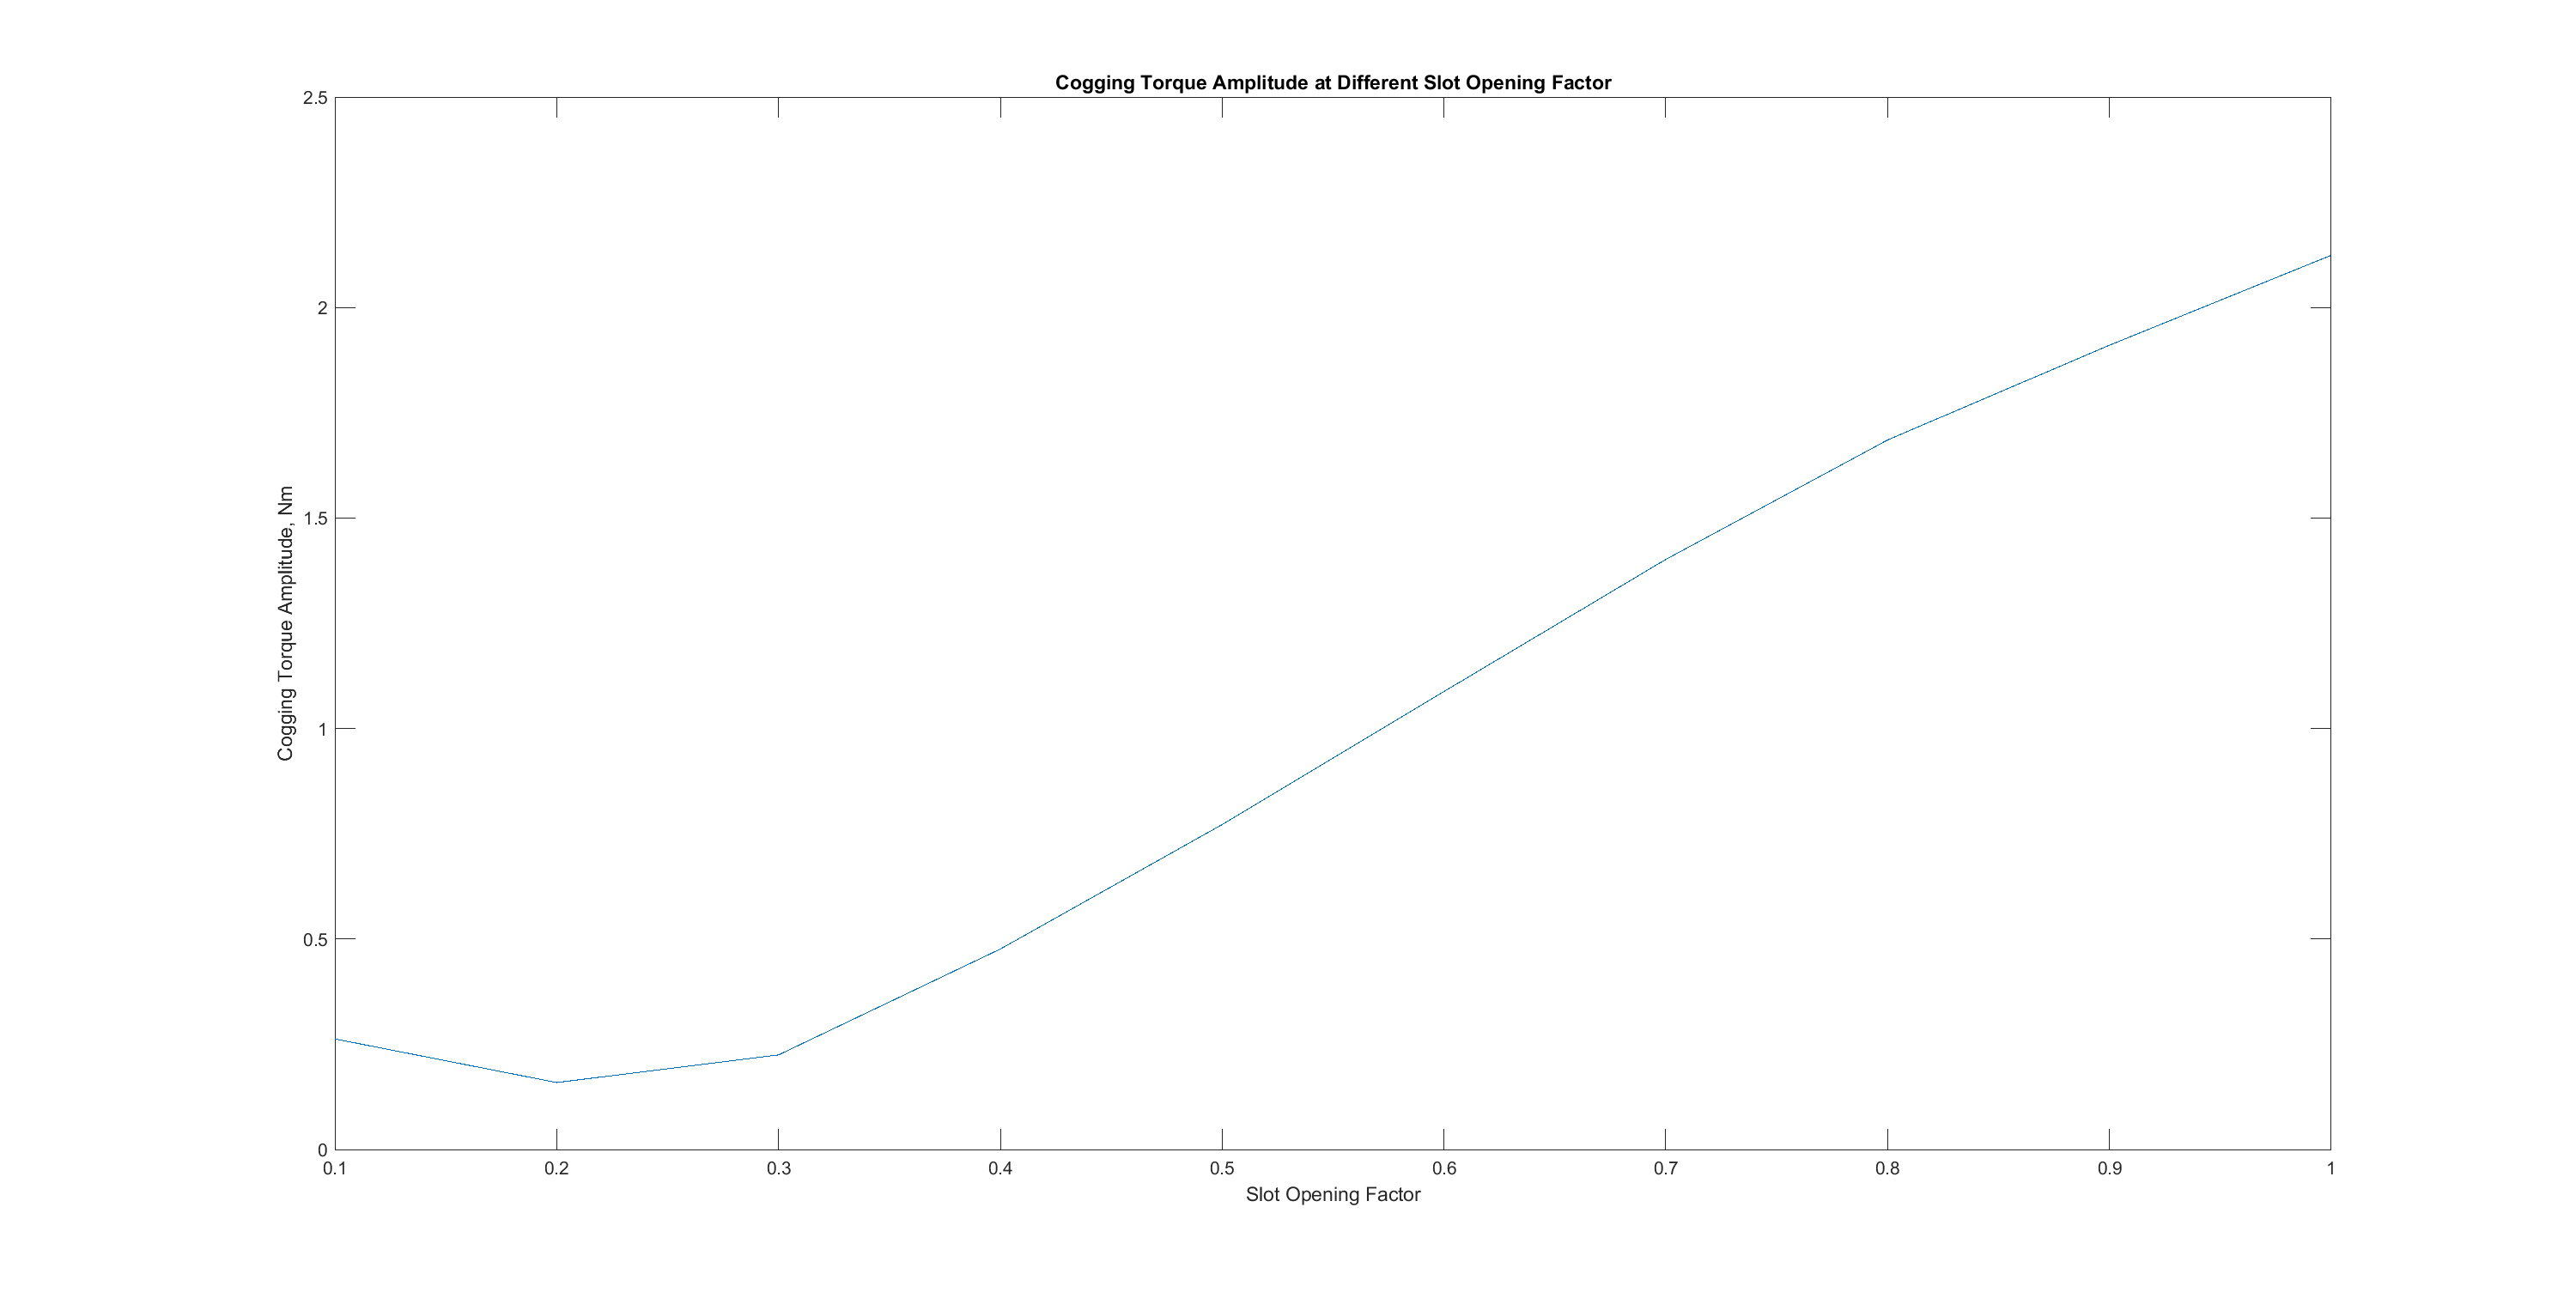 Cogging Torque Amplitude at Different Slot Opening Factor
2.5
2
1.5
1
0.5
0
Cogging Torque Amplitude, Nm
0.1 0.2 0.3 0.4 0.5 0.6 0.7 0.8 0.9 1
Slot Opening Factor